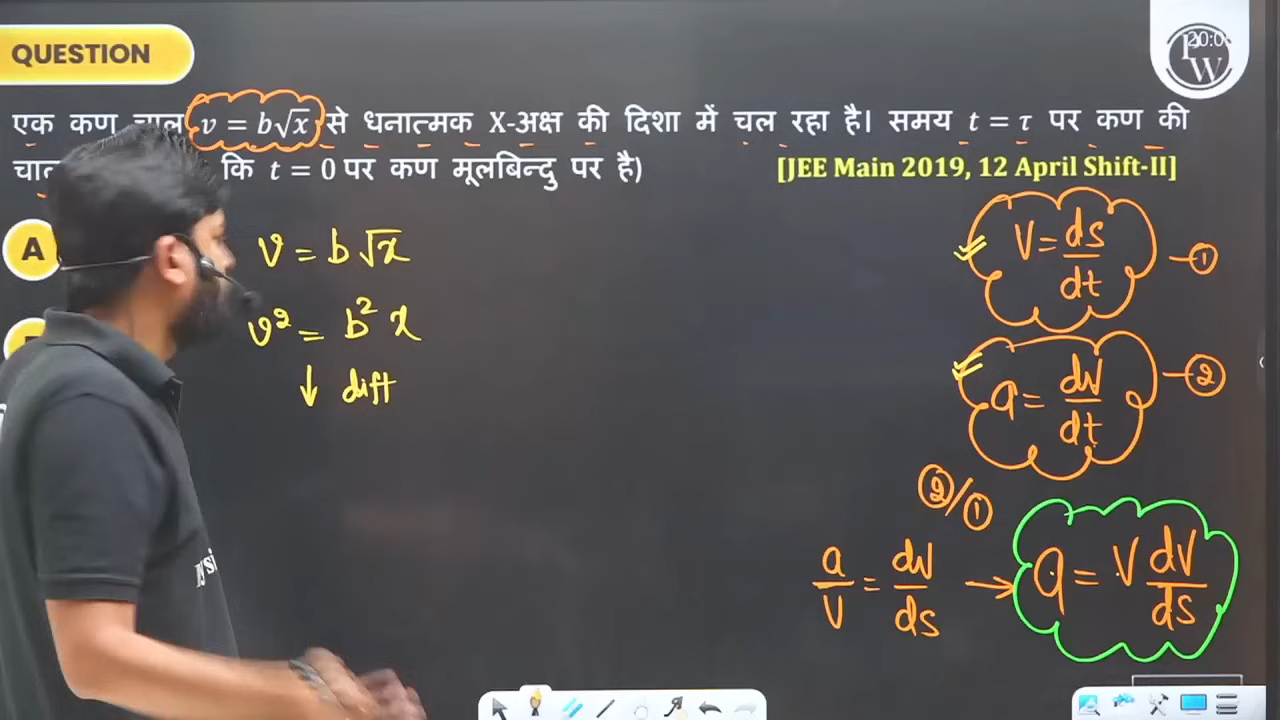 QUESTION
एक कण चाल v = b√x से धनात्मक X-अक्ष की दिशा में चल रहा है। समय t = τ पर कण की
कि t = 0 पर कण मूलबिन्दु पर है)
[JEE Main 2019, 12 April Shift-II]
A
v = b√x
v² = b² x
↓ diff
V = ds/dt —①
a = dV/dt —②
②/①
a/V = dV/ds → a = V dV/ds